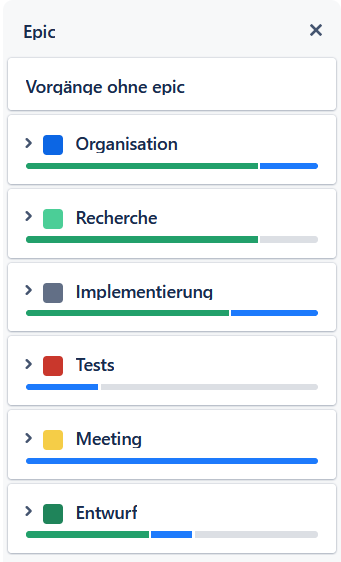 Epic
Vorgänge ohne epic
Organisation
Recherche
Implementierung
Tests
Meeting
Entwurf